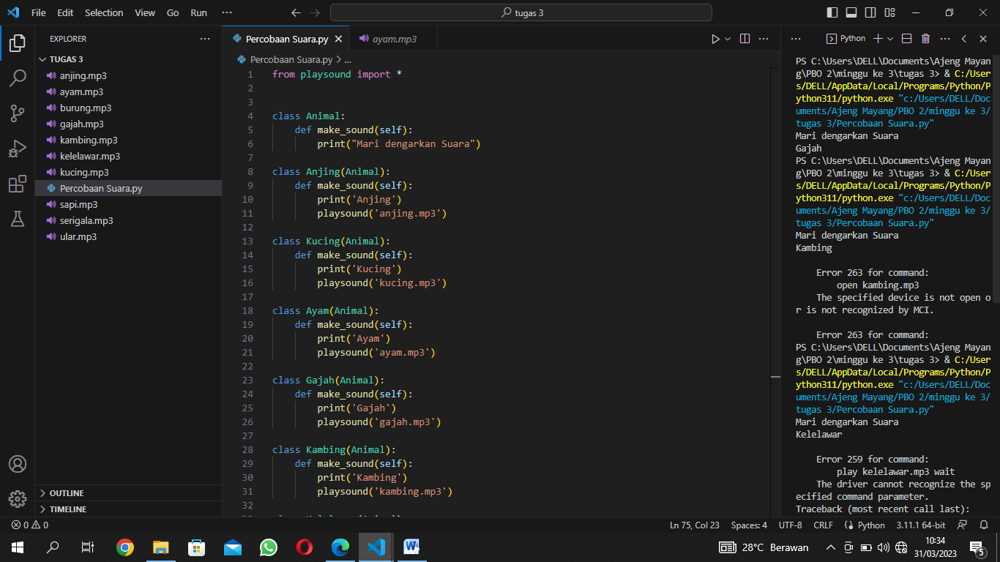 File Edit Selection View Go Run ··· tugas 3
EXPLORER ···
TUGAS 3
anjing.mp3
ayam.mp3
burung.mp3
gajah.mp3
kambing.mp3
kelelawar.mp3
kucing.mp3
Percobaan Suara.py
sapi.mp3
serigala.mp3
ular.mp3
OUTLINE
TIMELINE
Percobaan Suara.py ayam.mp3
Percobaan Suara.py > ...
1 from playsound import *
2
3
4 class Animal:
5 def make_sound(self):
6 print("Mari dengarkan Suara")
7
8 class Anjing(Animal):
9 def make_sound(self):
10 print('Anjing')
11 playsound('anjing.mp3')
12
13 class Kucing(Animal):
14 def make_sound(self):
15 print('Kucing')
16 playsound('kucing.mp3')
17
18 class Ayam(Animal):
19 def make_sound(self):
20 print('Ayam')
21 playsound('ayam.mp3')
22
23 class Gajah(Animal):
24 def make_sound(self):
25 print('Gajah')
26 playsound('gajah.mp3')
27
28 class Kambing(Animal):
29 def make_sound(self):
30 print('Kambing')
31 playsound('kambing.mp3')
32
Python
PS C:\Users\DELL\Documents\Ajeng Mayan
g\PBO 2\minggu ke 3\tugas 3> & C:/User
s/DELL/AppData/Local/Programs/Python/P
ython311/python.exe "c:/Users/DELL/Doc
uments/Ajeng Mayang/PBO 2/minggu ke 3/
tugas 3/Percobaan Suara.py"
Mari dengarkan Suara
Gajah
PS C:\Users\DELL\Documents\Ajeng Mayan
g\PBO 2\minggu ke 3\tugas 3> & C:/User
s/DELL/AppData/Local/Programs/Python/P
ython311/python.exe "c:/Users/DELL/Doc
uments/Ajeng Mayang/PBO 2/minggu ke 3/
tugas 3/Percobaan Suara.py"
Mari dengarkan Suara
Kambing
Error 263 for command:
open kambing.mp3
The specified device is not open o
r is not recognized by MCI.
Error 263 for command:
PS C:\Users\DELL\Documents\Ajeng Mayan
g\PBO 2\minggu ke 3\tugas 3> & C:/User
s/DELL/AppData/Local/Programs/Python/P
ython311/python.exe "c:/Users/DELL/Doc
uments/Ajeng Mayang/PBO 2/minggu ke 3/
tugas 3/Percobaan Suara.py"
Mari dengarkan Suara
Kelelawar
Error 259 for command:
play kelelawar.mp3 wait
The driver cannot recognize the sp
ecified command parameter.
Traceback (most recent call last):
0 0 Ln 75, Col 23 Spaces: 4 UTF-8 CRLF Python 3.11.1 64-bit
28°C Berawan 10:34
31/03/2023 5